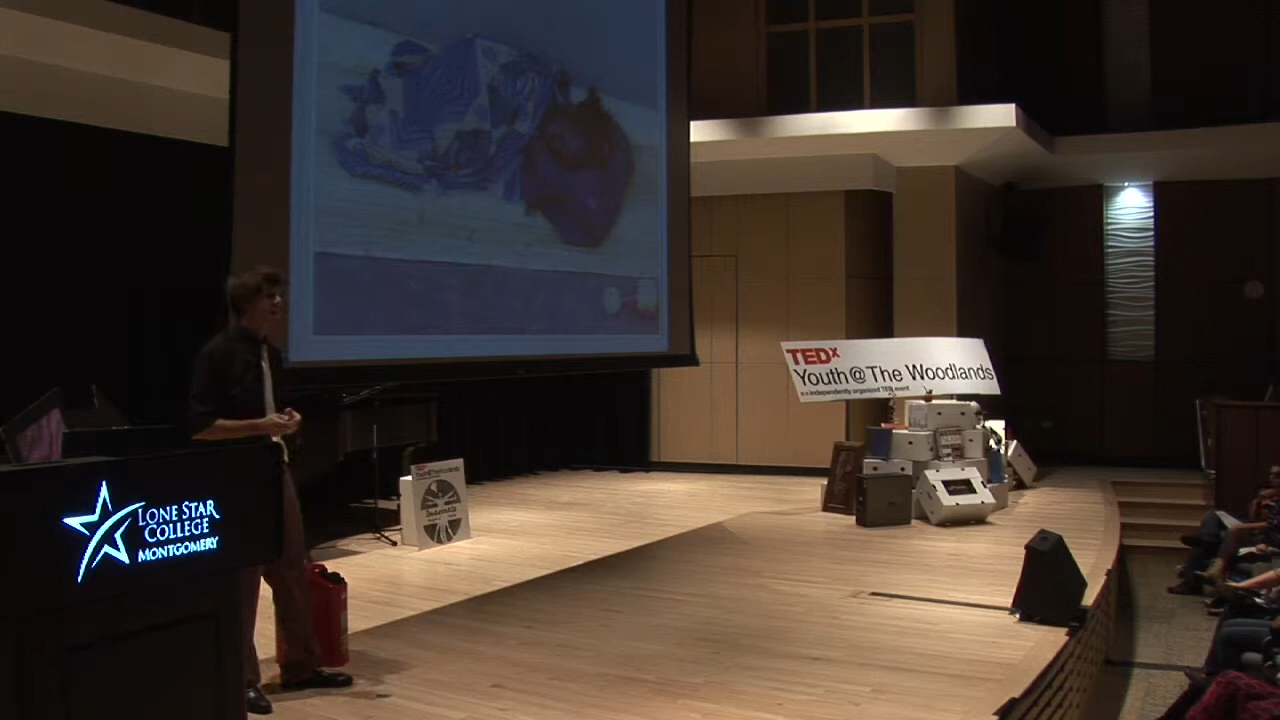 TEDx
Youth@The Woodlands
x = independently organized TED event
LONE STAR
COLLEGE
MONTGOMERY